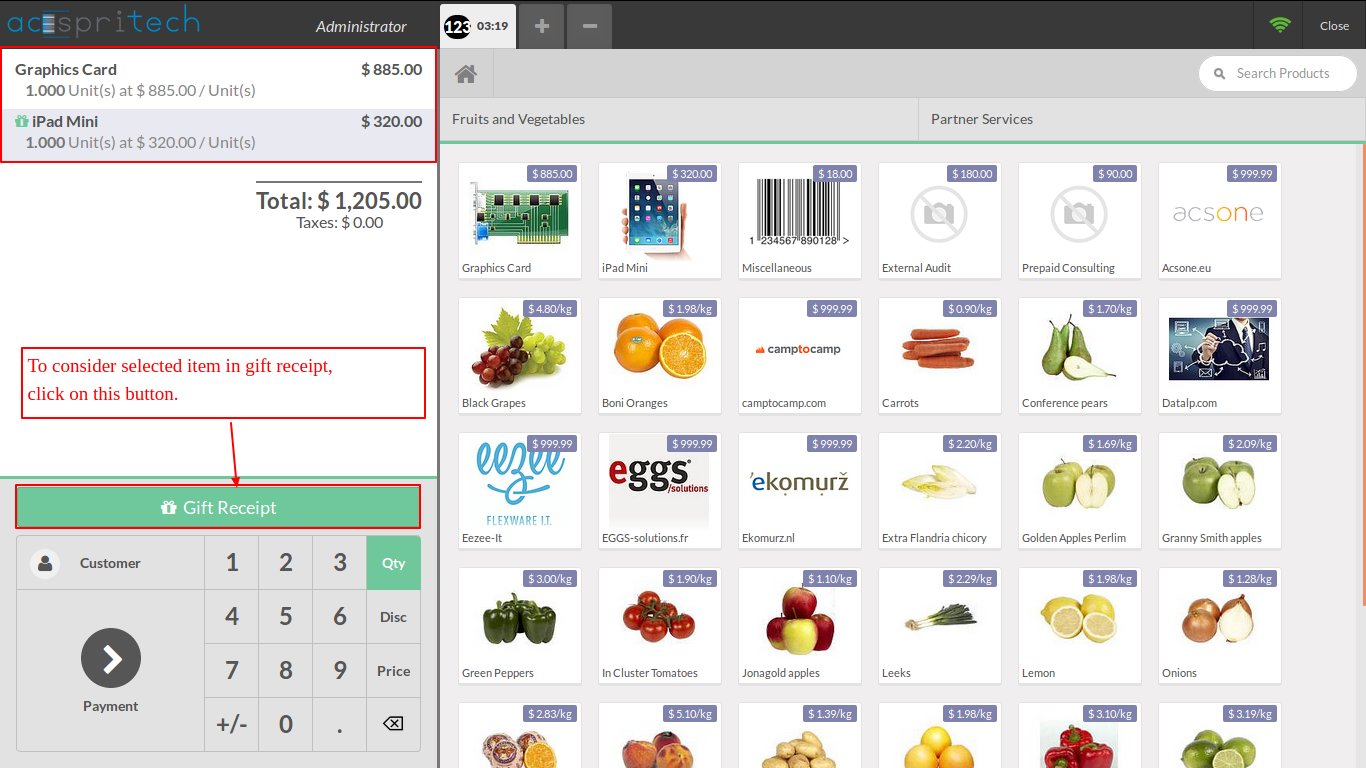 acespritech
Administrator
123 03:19
Close
Graphics Card $ 885.00
1.000 Unit(s) at $ 885.00 / Unit(s)
iPad Mini $ 320.00
1.000 Unit(s) at $ 320.00 / Unit(s)
Total: $ 1,205.00
Taxes: $ 0.00
To consider selected item in gift receipt,
click on this button.
Gift Receipt
Customer 1 2 3 Qty
4 5 6 Disc
7 8 9 Price
Payment
+/- 0 .
Search Products
Fruits and Vegetables Partner Services
$ 885.00 $ 320.00 $ 18.00 $ 180.00 $ 90.00 $ 999.99
acsone
1 234567 890128 >
Graphics Card iPad Mini Miscellaneous External Audit Prepaid Consulting Acsone.eu
$ 4.80/kg $ 1.98/kg $ 999.99 $ 0.90/kg $ 1.70/kg $ 999.99
camptocamp
Black Grapes Boni Oranges camptocamp.com Carrots Conference pears Datalp.com
$ 999.99 $ 999.99 $ 999.99 $ 2.20/kg $ 1.69/kg $ 2.09/kg
eezee eggs ekomurž
/solutions
FLEXWARE I.T.
Eezee-It EGGS-solutions.fr Ekomurz.nl Extra Flandria chicory Golden Apples Perlim Granny Smith apples
$ 3.00/kg $ 1.90/kg $ 1.10/kg $ 2.29/kg $ 1.98/kg $ 1.28/kg
Green Peppers In Cluster Tomatoes Jonagold apples Leeks Lemon Onions
$ 2.83/kg $ 5.10/kg $ 1.39/kg $ 1.98/kg $ 3.10/kg $ 3.19/kg